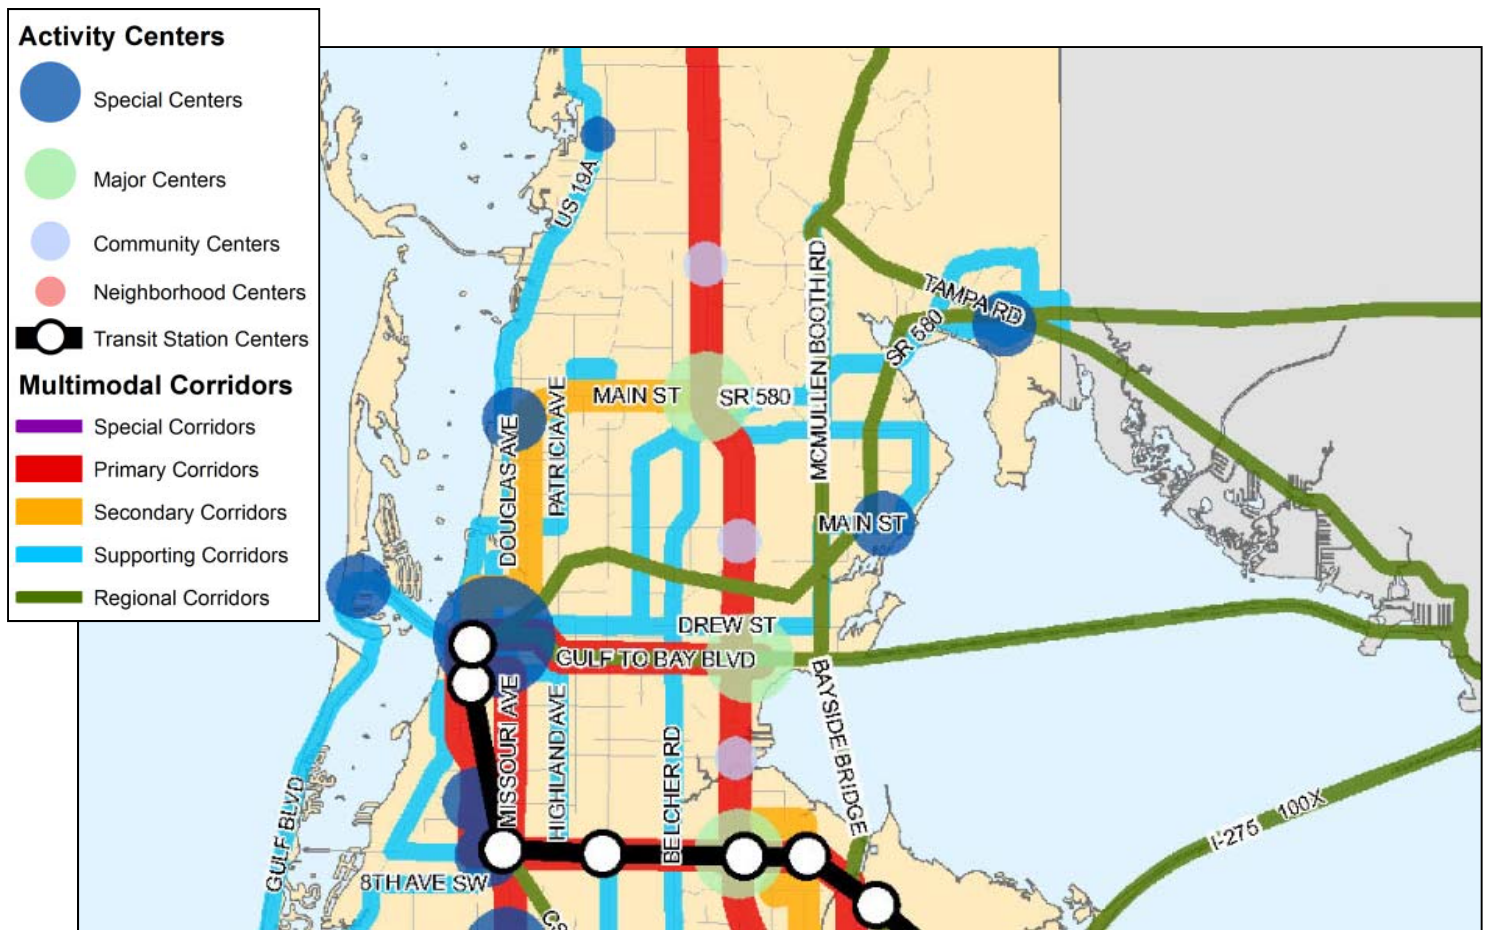 Activity Centers
Special Centers
Major Centers
Community Centers
Neighborhood Centers
Transit Station Centers
Multimodal Corridors
Special Corridors
Primary Corridors
Secondary Corridors
Supporting Corridors
Regional Corridors
US 19A
TAMPA RD
SR 580
MCMULLEN BOOTH RD
MAIN ST
SR 580
PATRICIA AVE
DOUGLAS AVE
MAIN ST
DREW ST
GULF TO BAY BLVD
BAYSIDE BRIDGE
MISSOURI AVE
HIGHLAND AVE
BELCHER RD
GULF BLVD
I-275
100X
8TH AVE SW